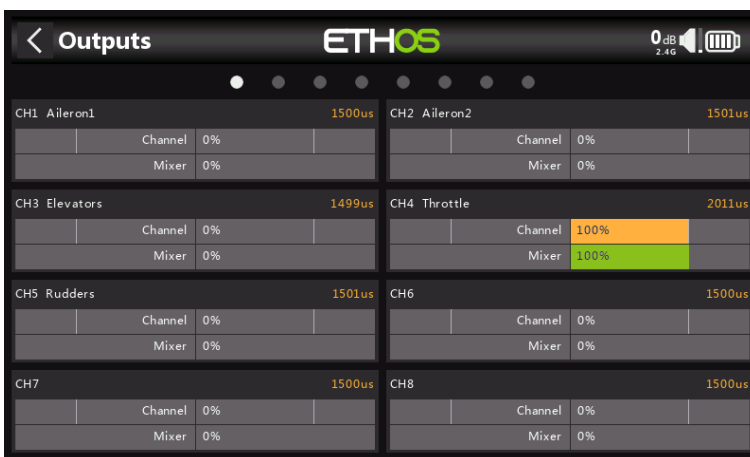 Outputs
ETHOS
0 dB
2.4G
CH1 Aileron1 1500us
Channel 0%
Mixer 0%
CH2 Aileron2 1501us
Channel 0%
Mixer 0%
CH3 Elevators 1499us
Channel 0%
Mixer 0%
CH4 Throttle 2011us
Channel 100%
Mixer 100%
CH5 Rudders 1501us
Channel 0%
Mixer 0%
CH6 1500us
Channel 0%
Mixer 0%
CH7 1500us
Channel 0%
Mixer 0%
CH8 1500us
Channel 0%
Mixer 0%